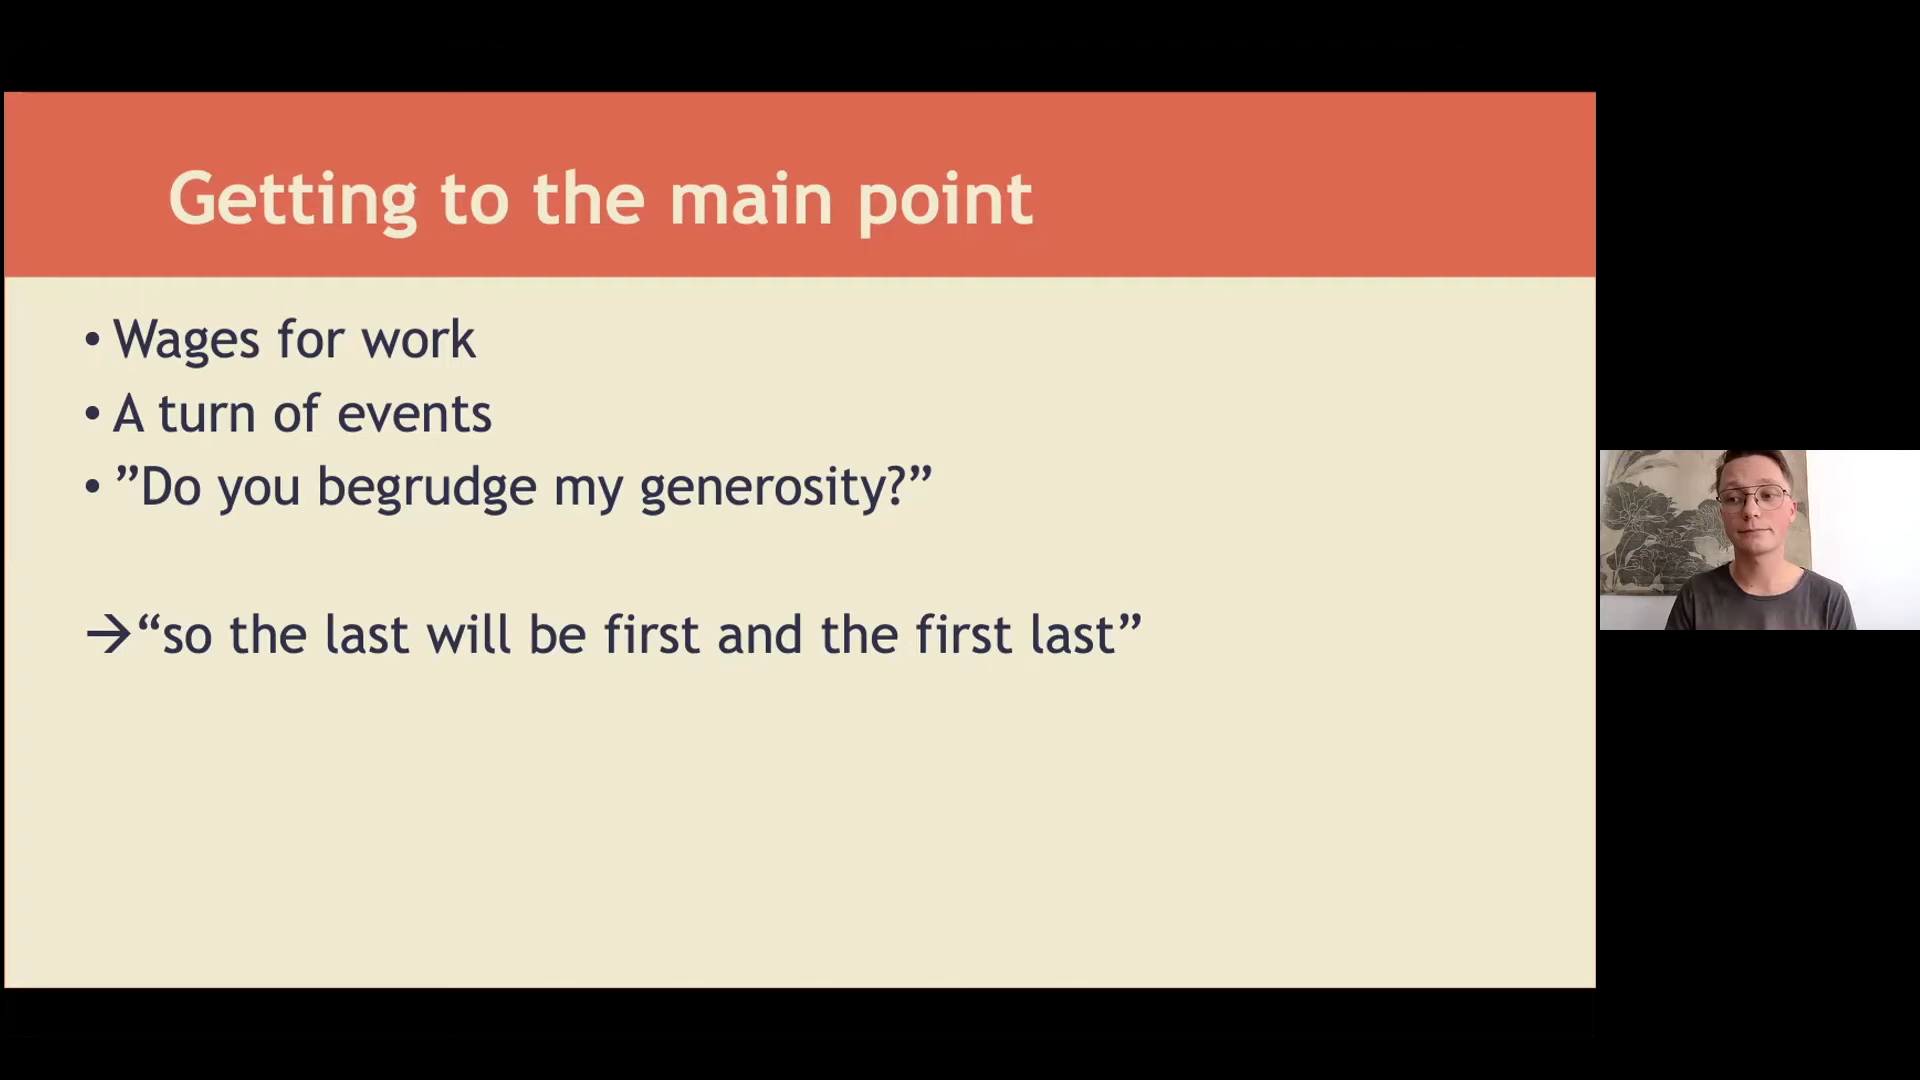 Getting to the main point
• Wages for work
• A turn of events
• ”Do you begrudge my generosity?”
→“so the last will be first and the first last”